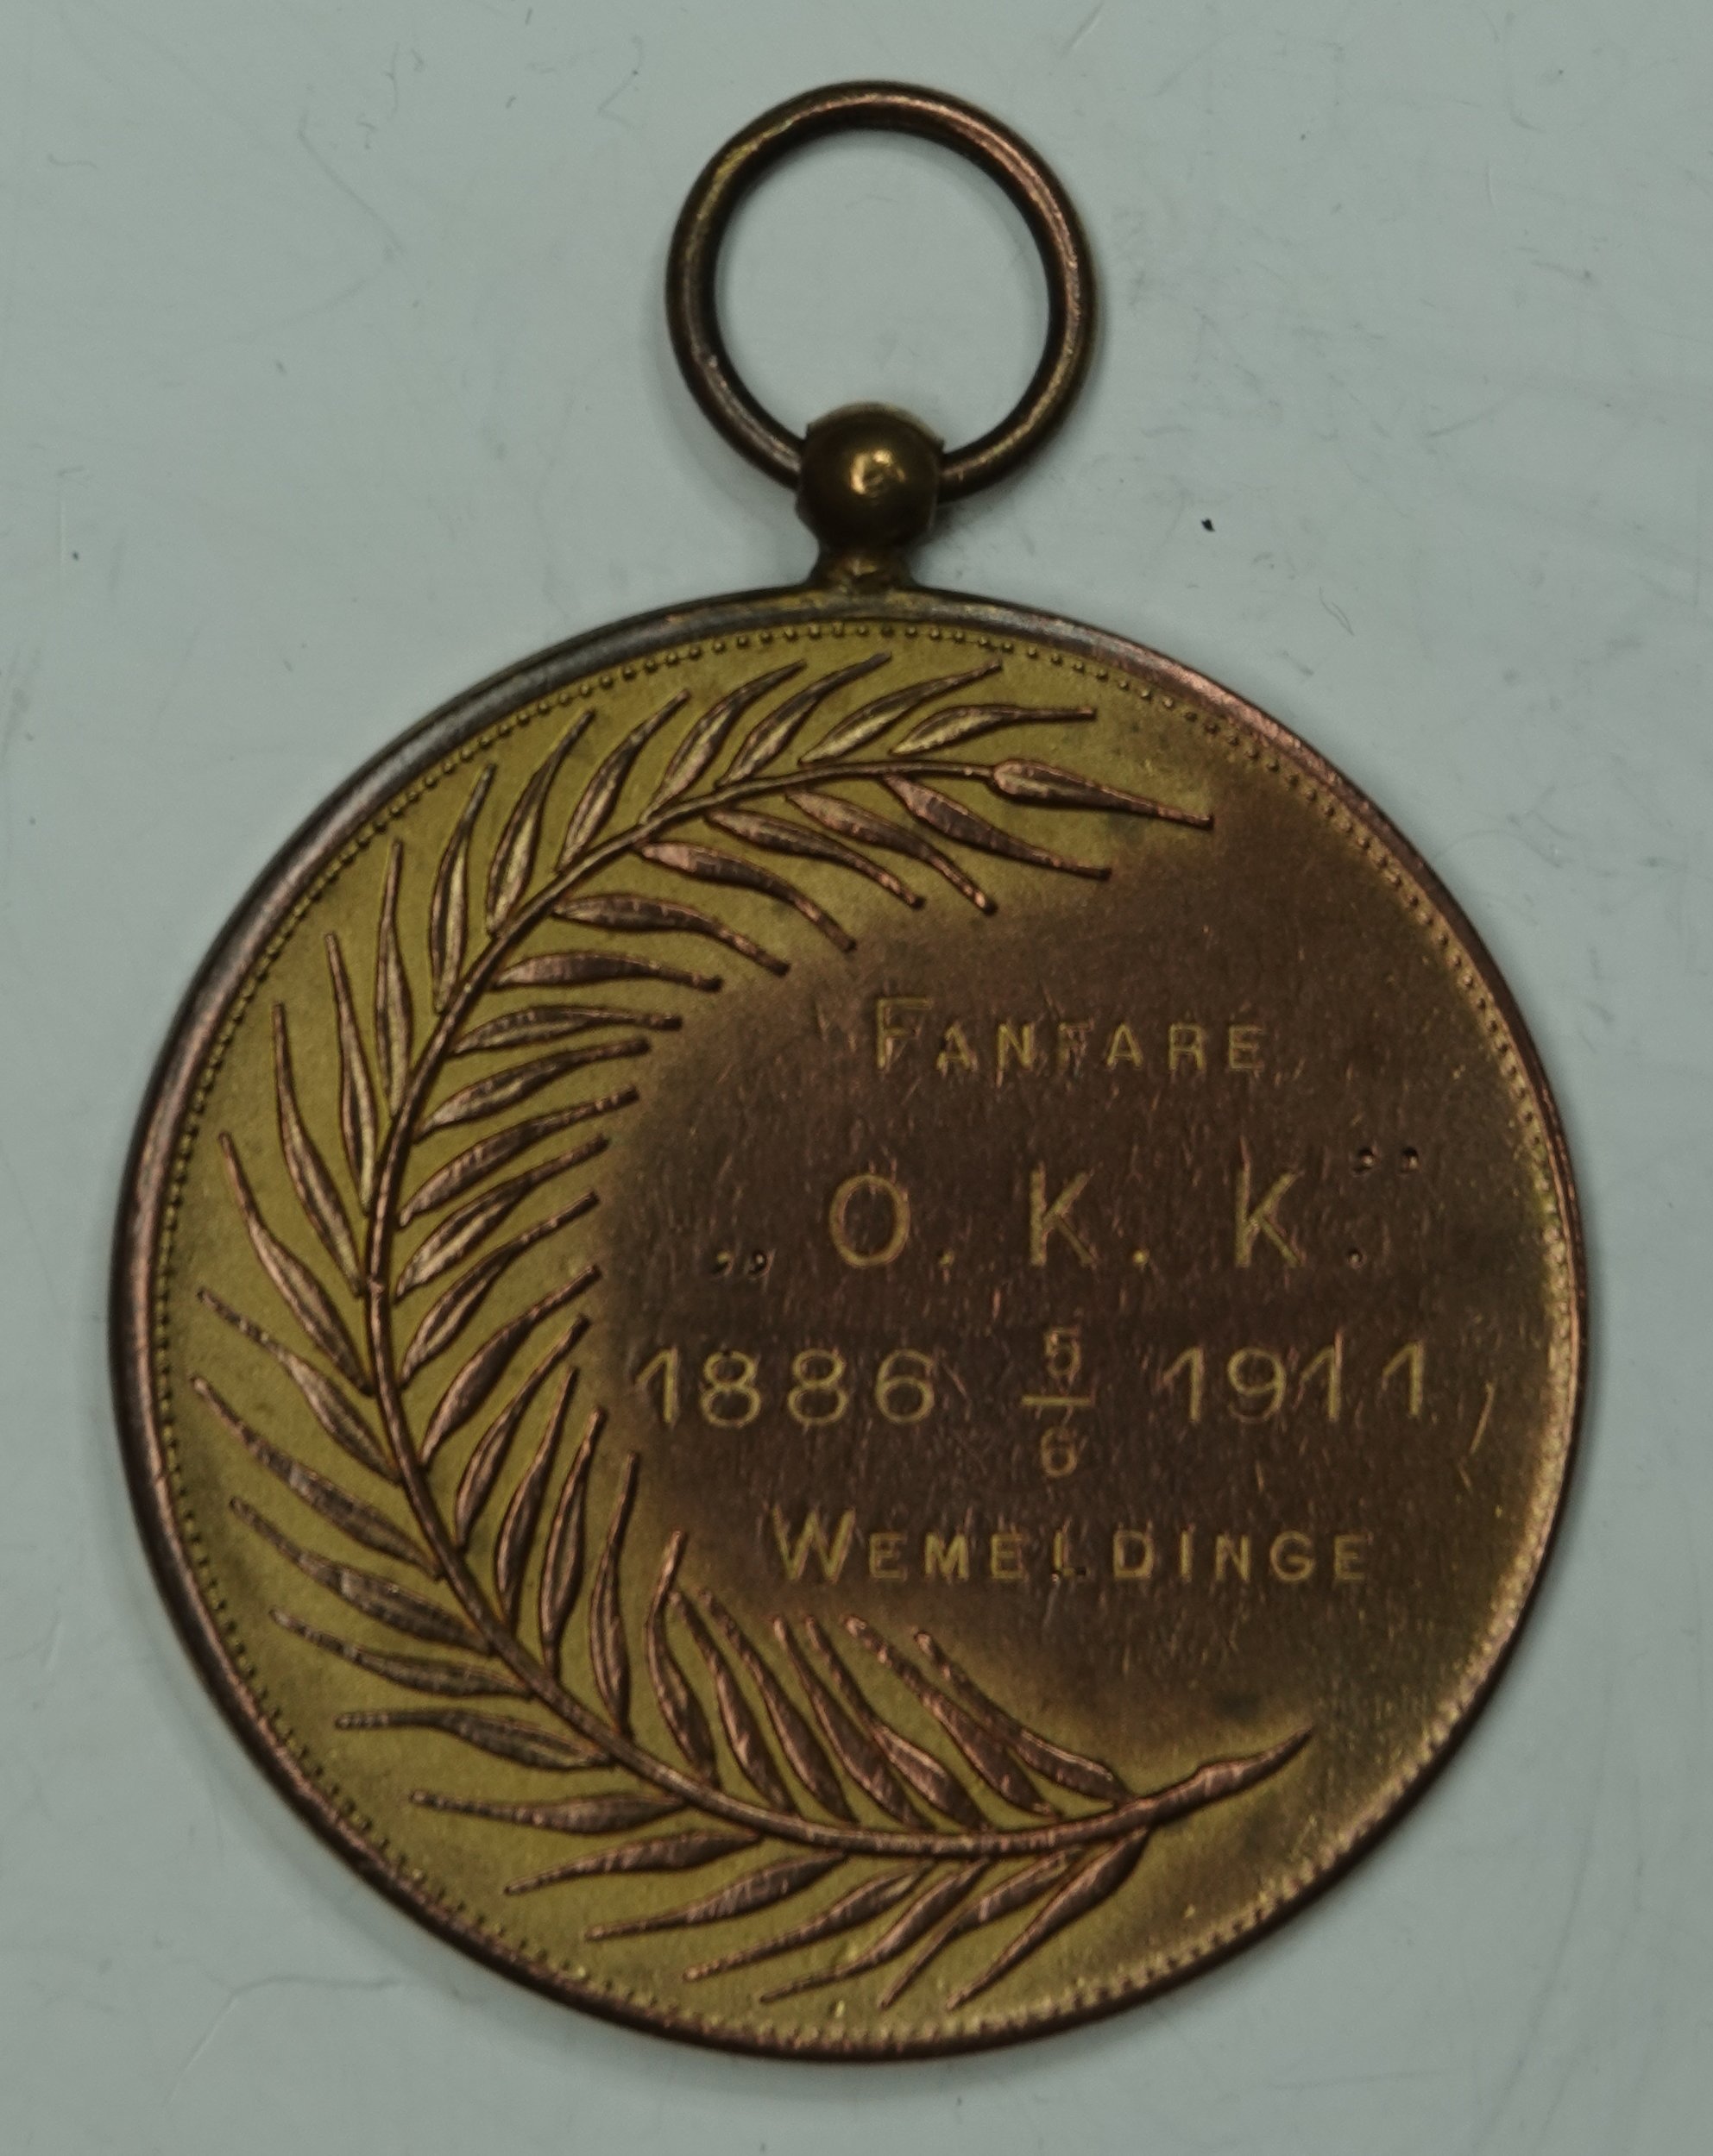 FANFARE
„O. K. K.”
1886 5/6 1911
WEMELDINGE